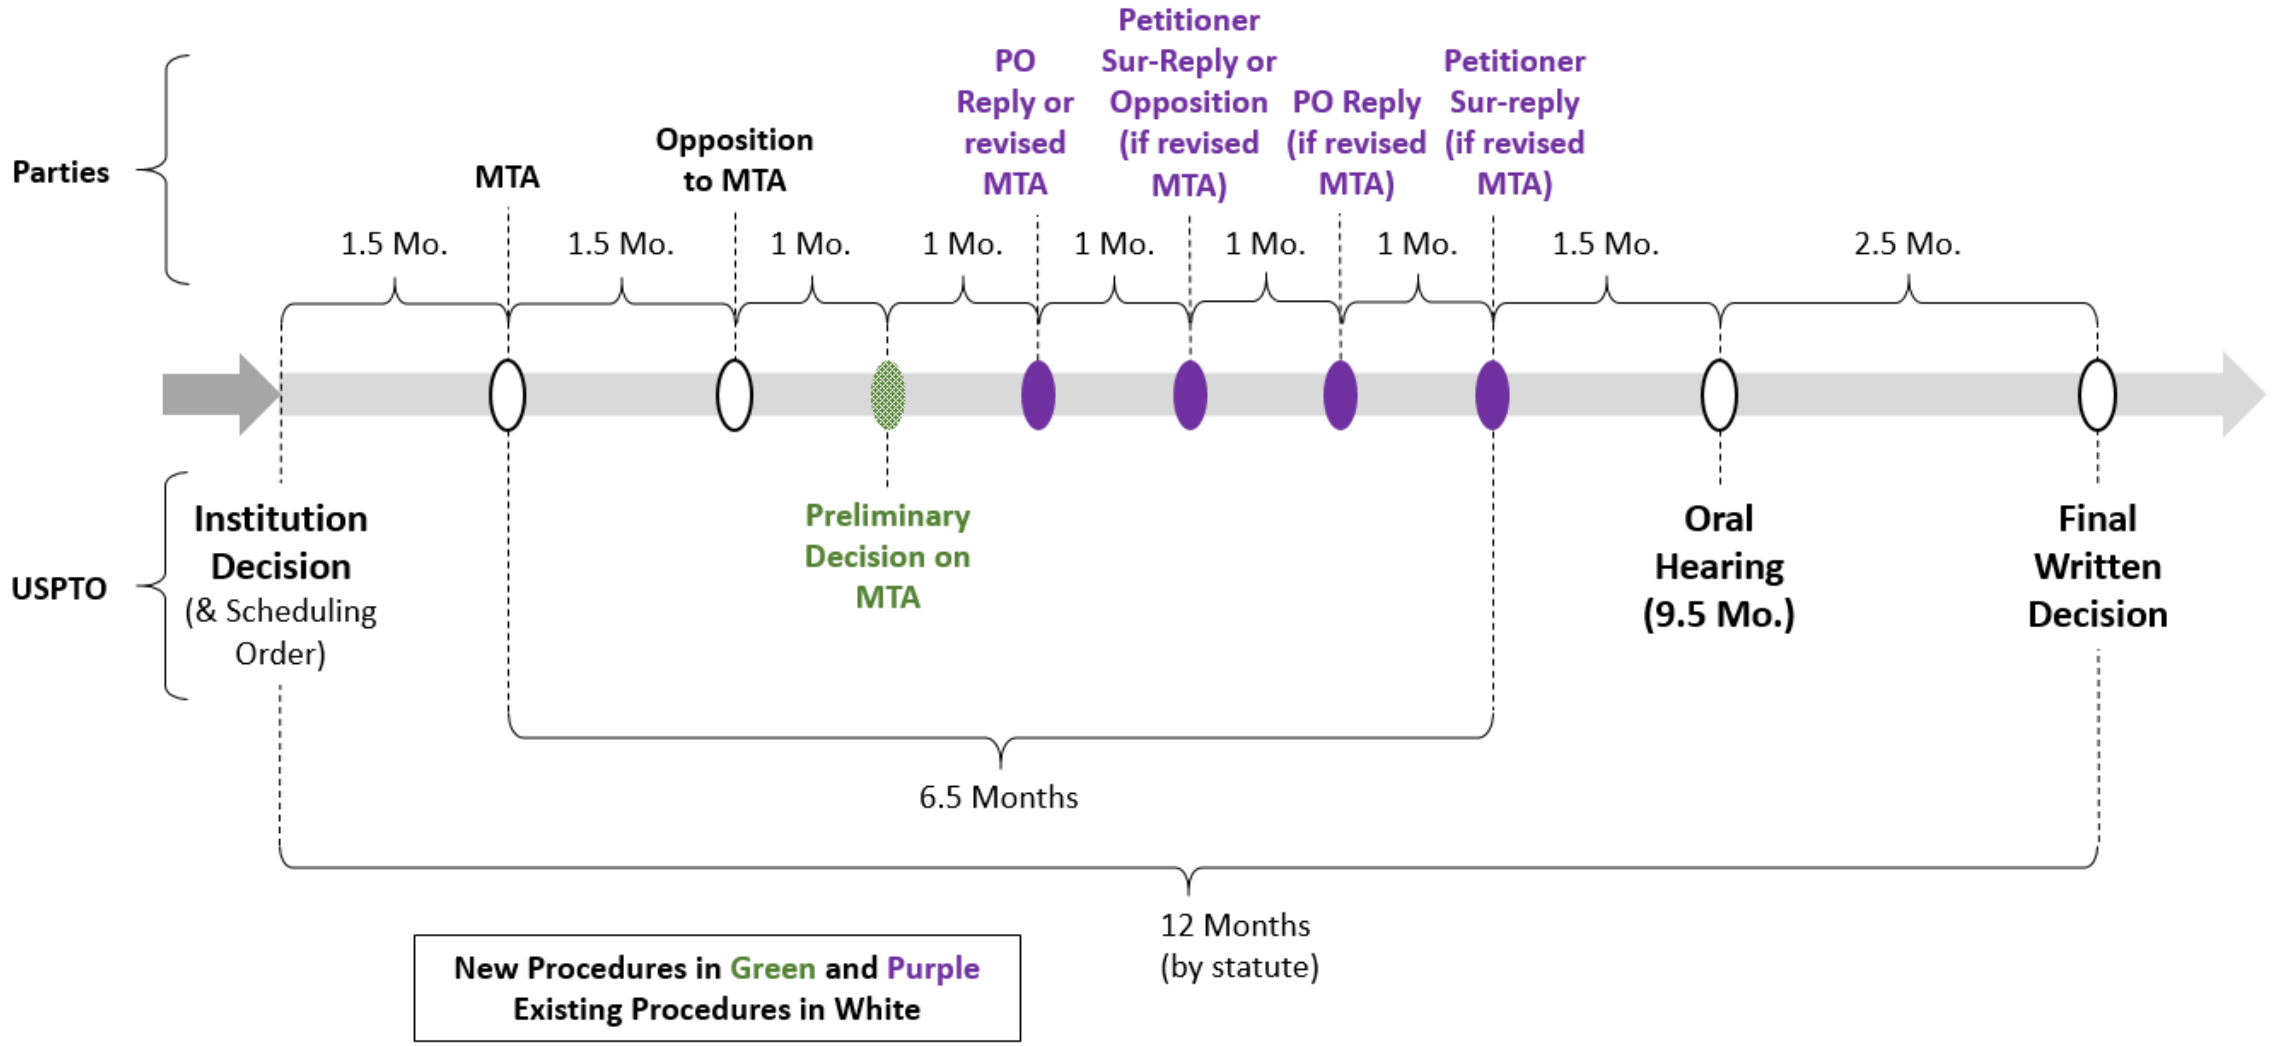 Parties
MTA
Opposition
to MTA
PO
Reply or
revised
MTA
Petitioner
Sur-Reply or
Opposition
(if revised
MTA)
PO Reply
(if revised
MTA)
Petitioner
Sur-reply
(if revised
MTA)
1.5 Mo.
1.5 Mo.
1 Mo.
1 Mo.
1 Mo.
1 Mo.
1 Mo.
1.5 Mo.
2.5 Mo.
USPTO
Institution
Decision
(& Scheduling
Order)
Preliminary
Decision on
MTA
Oral
Hearing
(9.5 Mo.)
Final
Written
Decision
6.5 Months
12 Months
(by statute)
New Procedures in Green and Purple
Existing Procedures in White